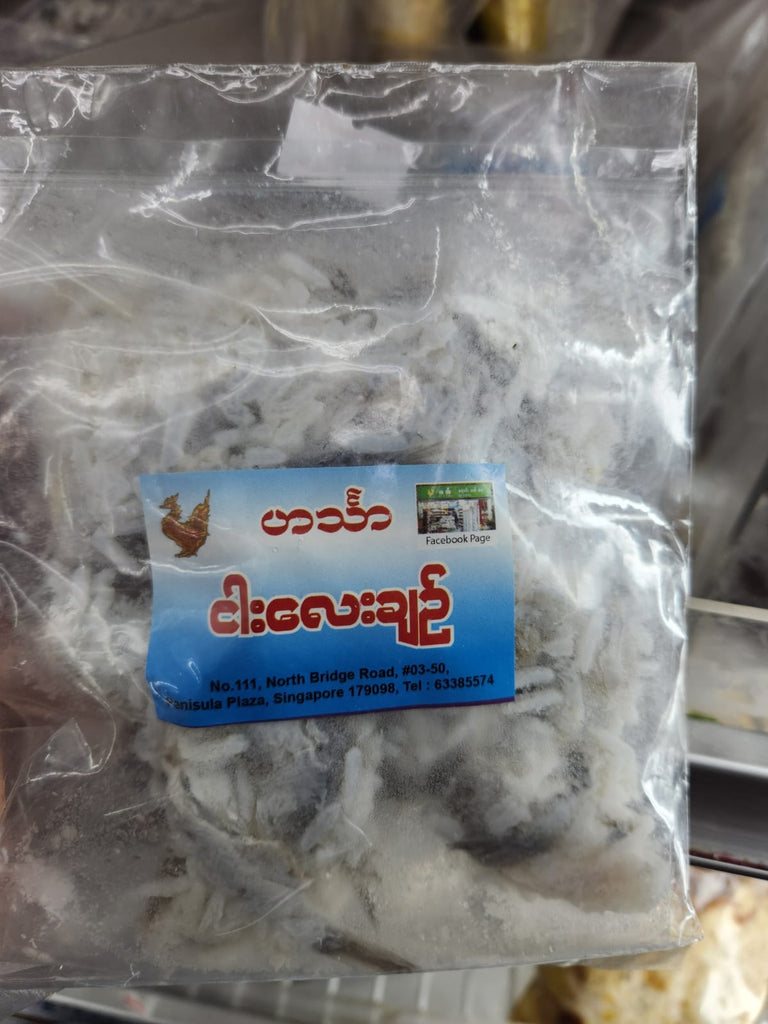 ဟင်္သာ
Facebook Page
ငါးလေးချဉ်
No.111, North Bridge Road, #03-50,
Penisula Plaza, Singapore 179098, Tel : 63385574